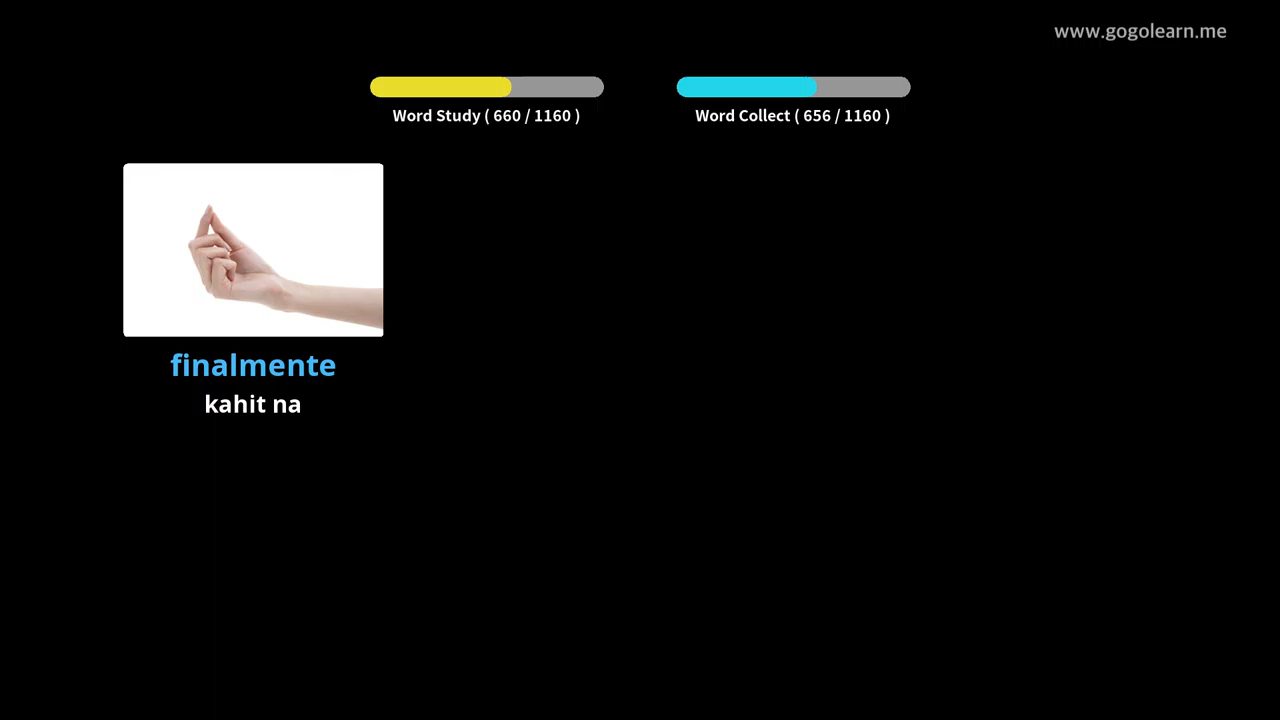 www.gogolearn.me
Word Study ( 660 / 1160 )
Word Collect ( 656 / 1160 )
finalmente
kahit na